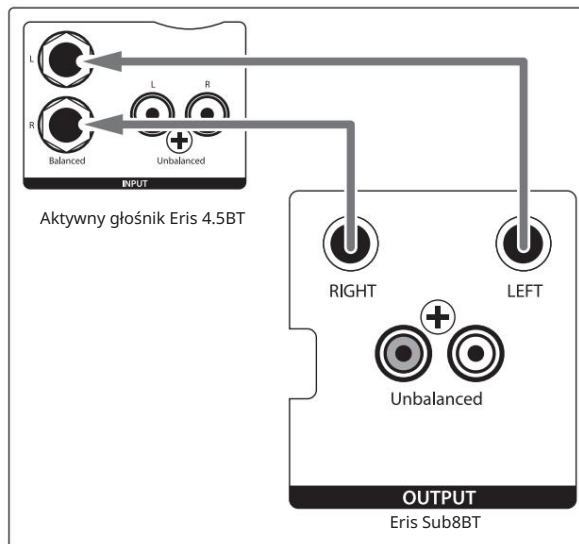 L
R
L R
Balanced
Unbalanced
INPUT
Aktywny głośnik Eris 4.5BT
RIGHT
LEFT
Unbalanced
OUTPUT
Eris Sub8BT